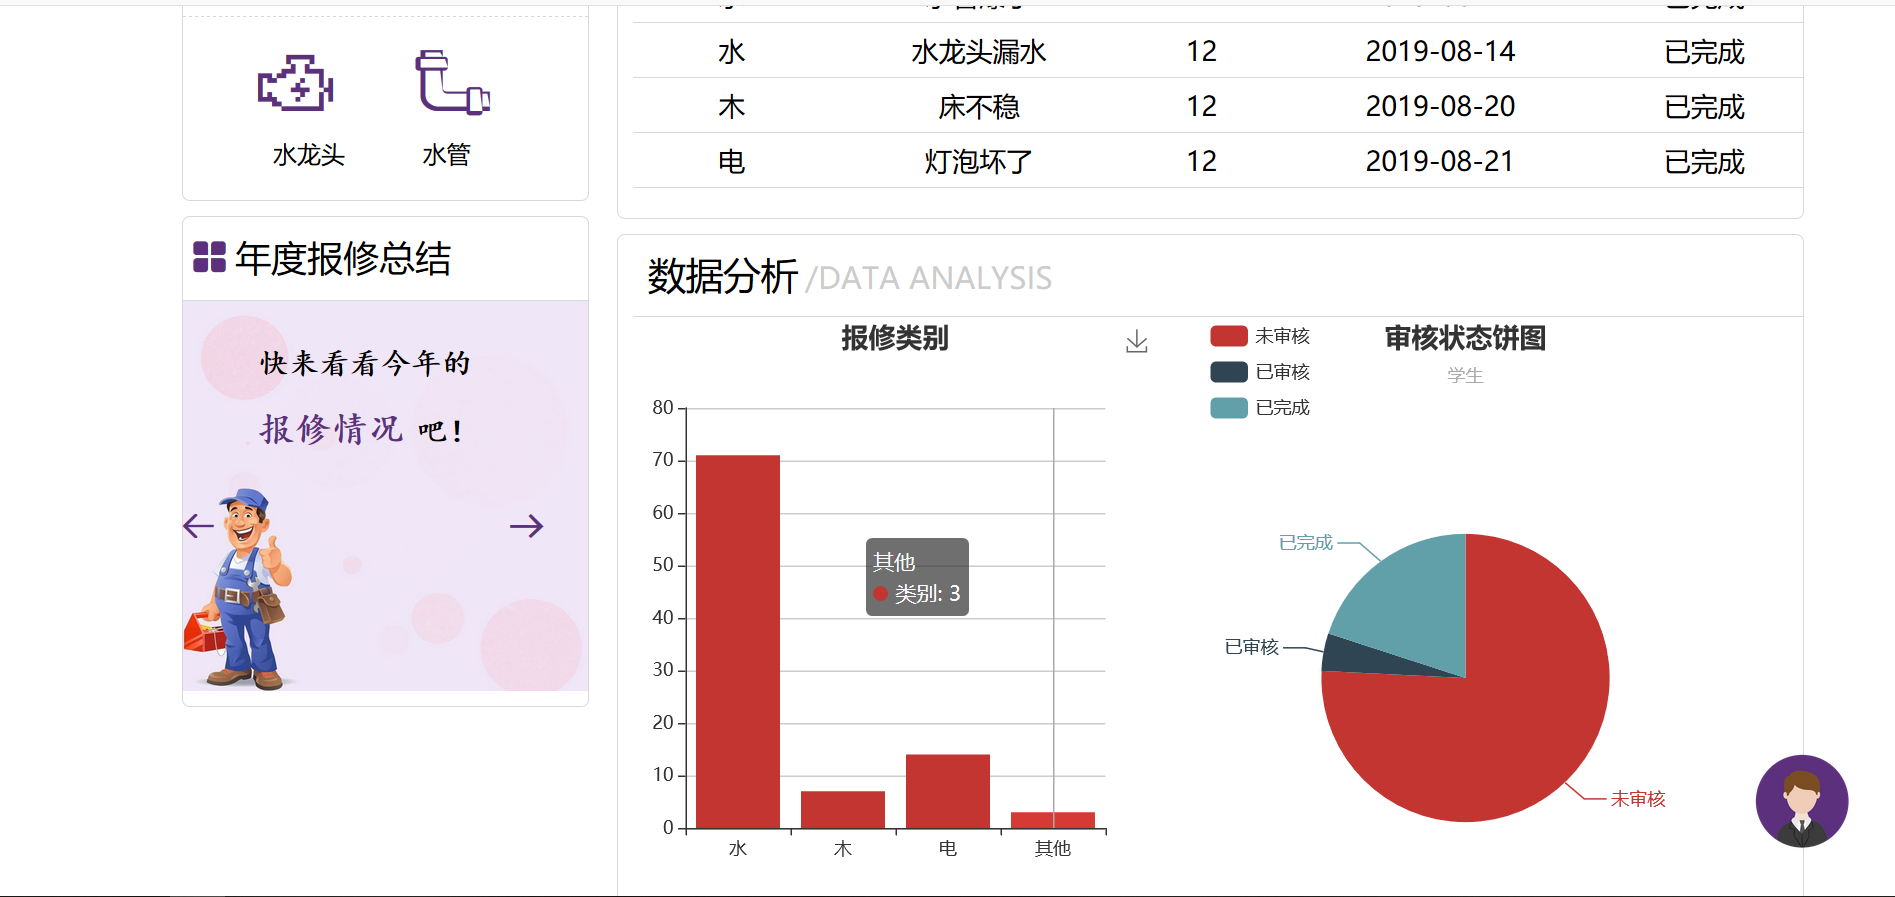 水 水龙头漏水 12 2019-08-14 已完成
木 床不稳 12 2019-08-20 已完成
电 灯泡坏了 12 2019-08-21 已完成
水龙头 水管
年度报修总结
快来看看今年的
报修情况 吧!
数据分析 /DATA ANALYSIS
报修类别
80
70
60
50
40
30
20
10
0
水 木 电 其他
其他
类别: 3
未审核
已审核
已完成
审核状态饼图
学生
已完成
已审核
未审核